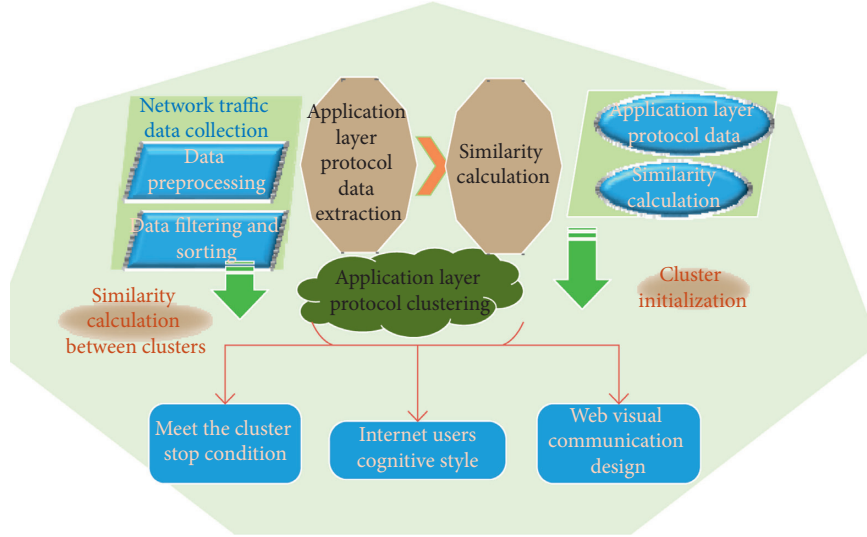 Network traffic
data collection
Data
preprocessing
Data filtering and
sorting
Application
layer
protocol
data
extraction
Similarity
calculation
Application layer
protocol data
Similarity
calculation
Similarity
calculation
between clusters
Application layer
protocol clustering
Cluster
initialization
Meet the cluster
stop condition
Internet users
cognitive style
Web visual
communication
design